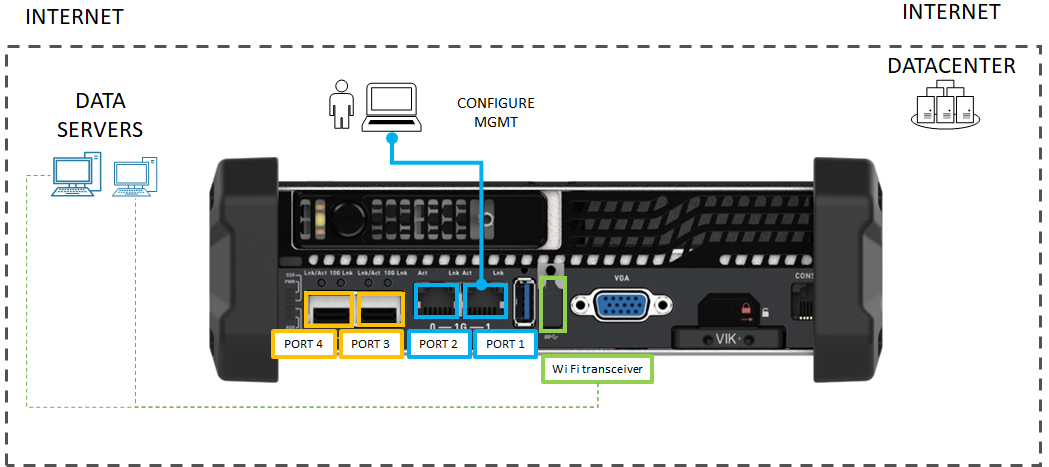 INTERNET
INTERNET
DATACENTER
DATA
SERVERS
CONFIGURE
MGMT
Lnk/Act 10G Lnk Lnk/Act 10G Lnk
Act Lnk Act Lnk
VGA
CONS
PWR
0 — 1G — 1
PORT 4
PORT 3
PORT 2
PORT 1
VIK
Wi Fi transceiver